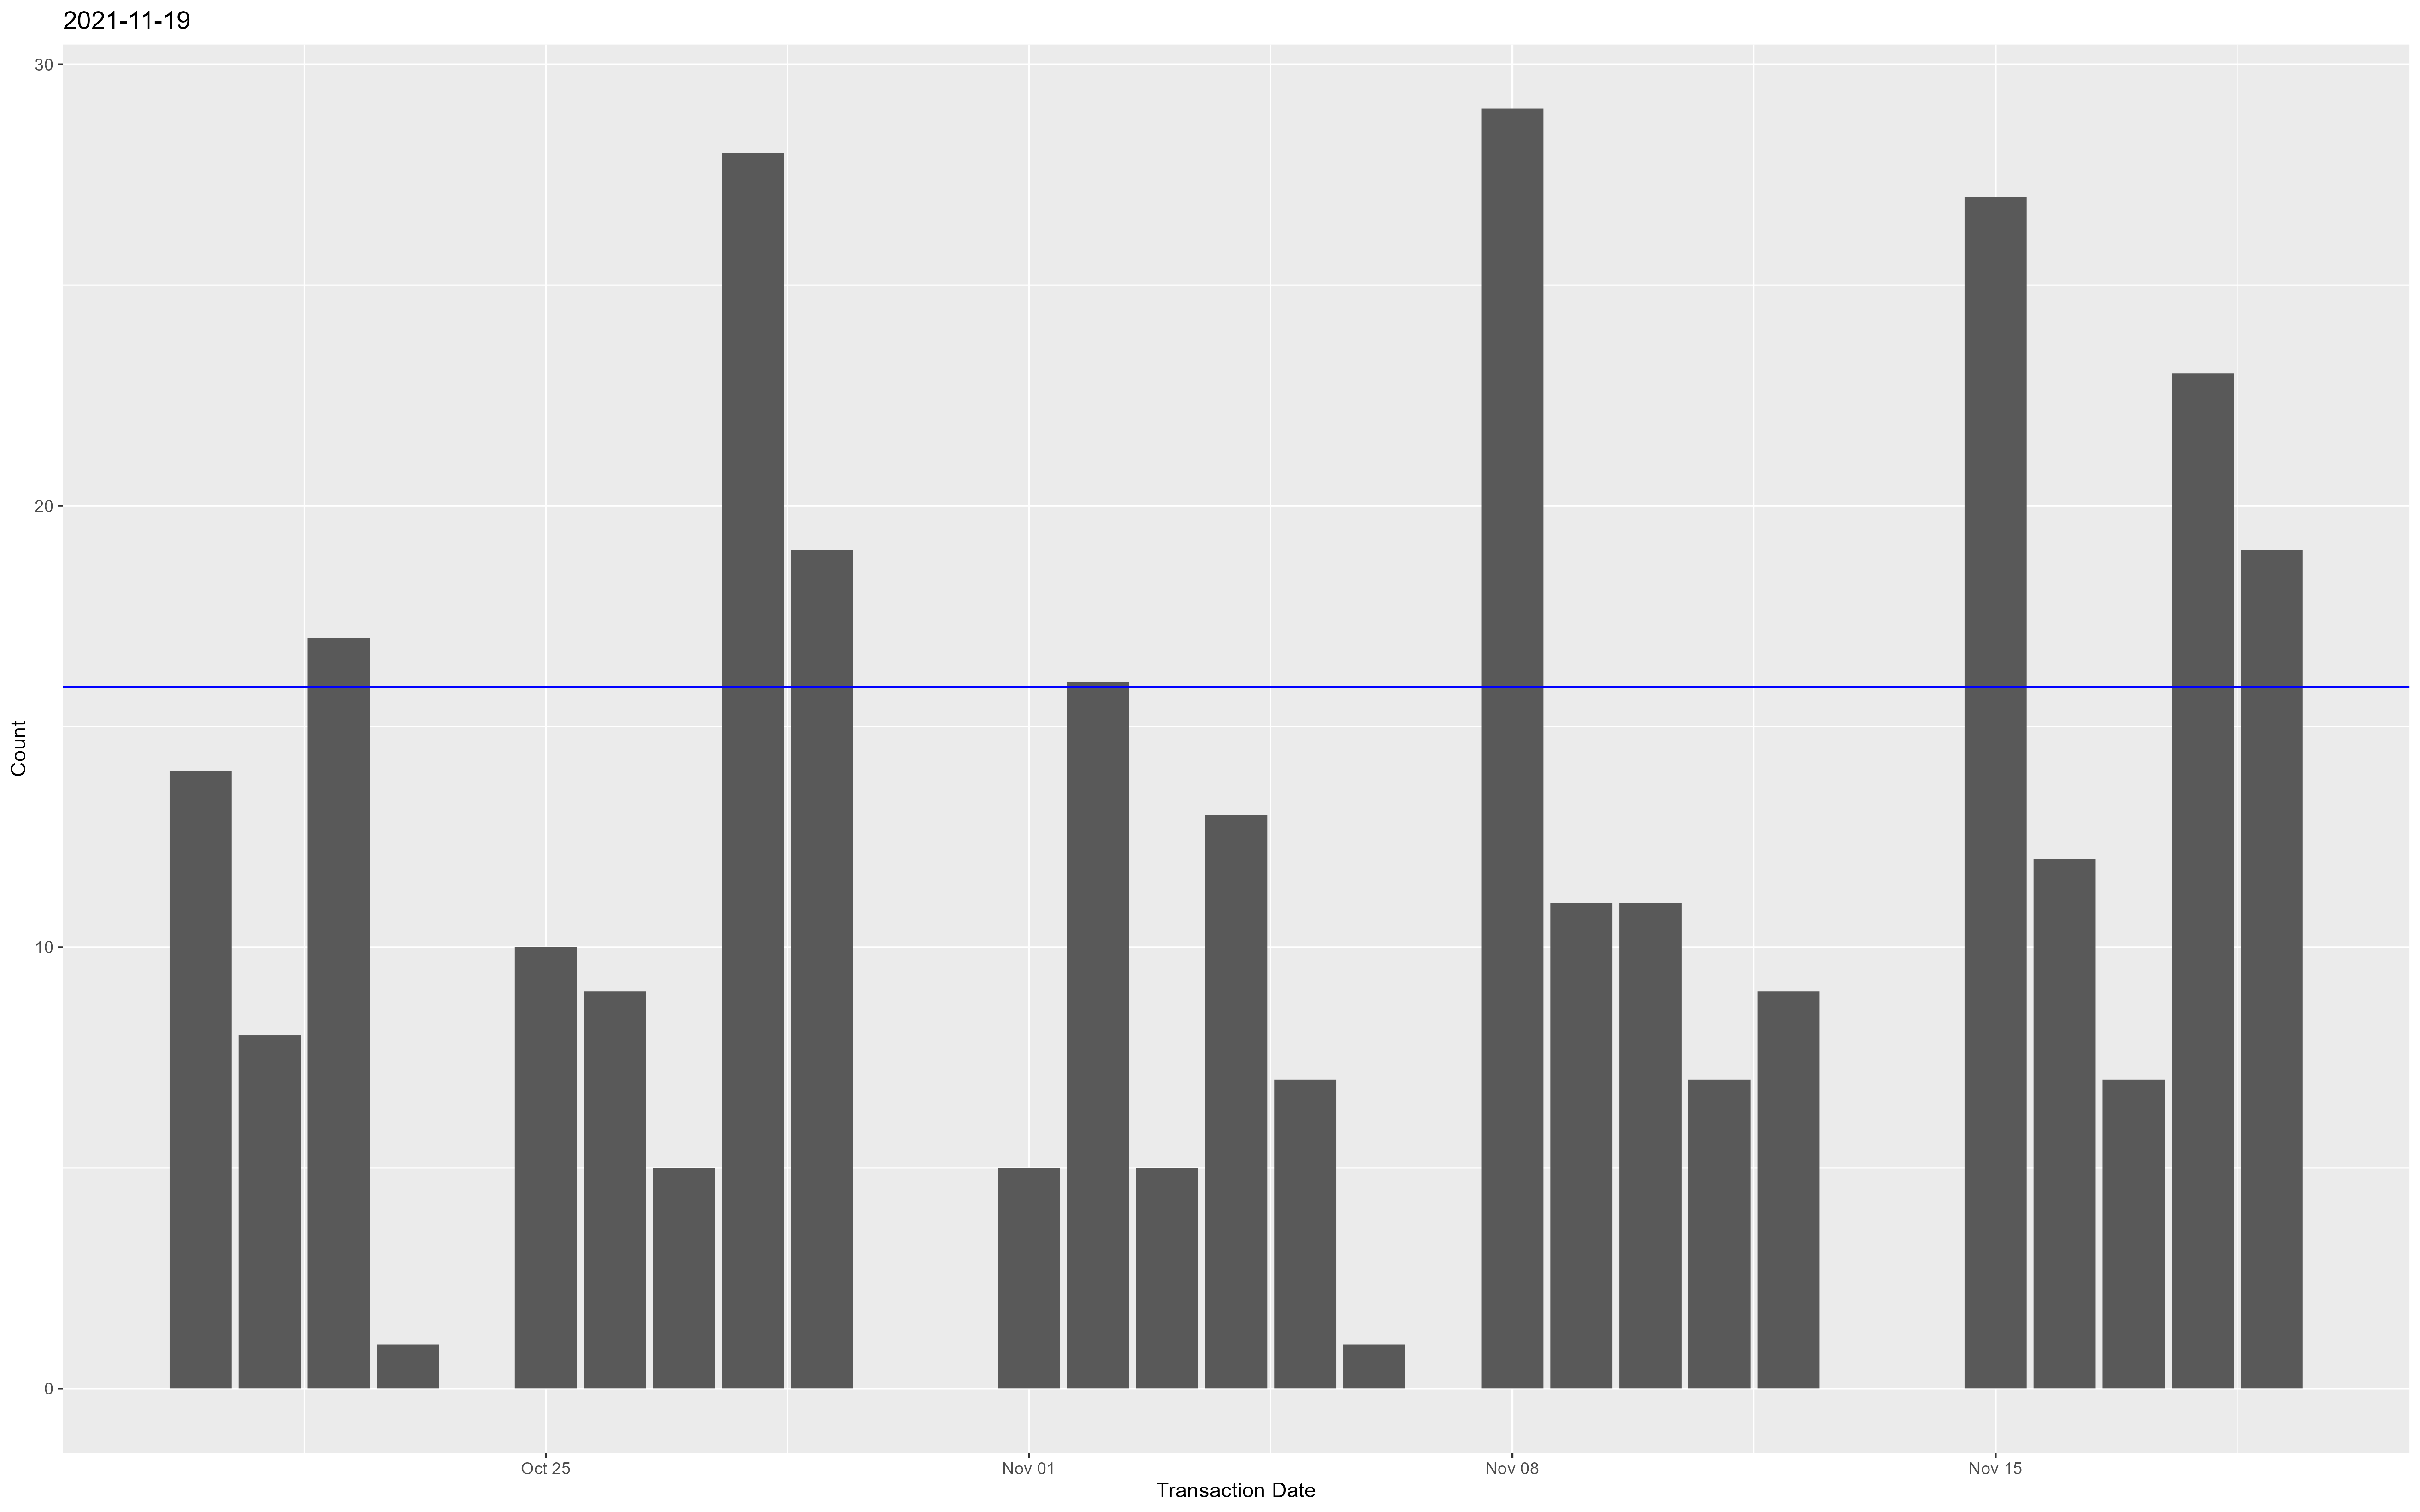 2021-11-19
30
20
10
0
Count
Oct 25
Nov 01
Nov 08
Nov 15
Transaction Date